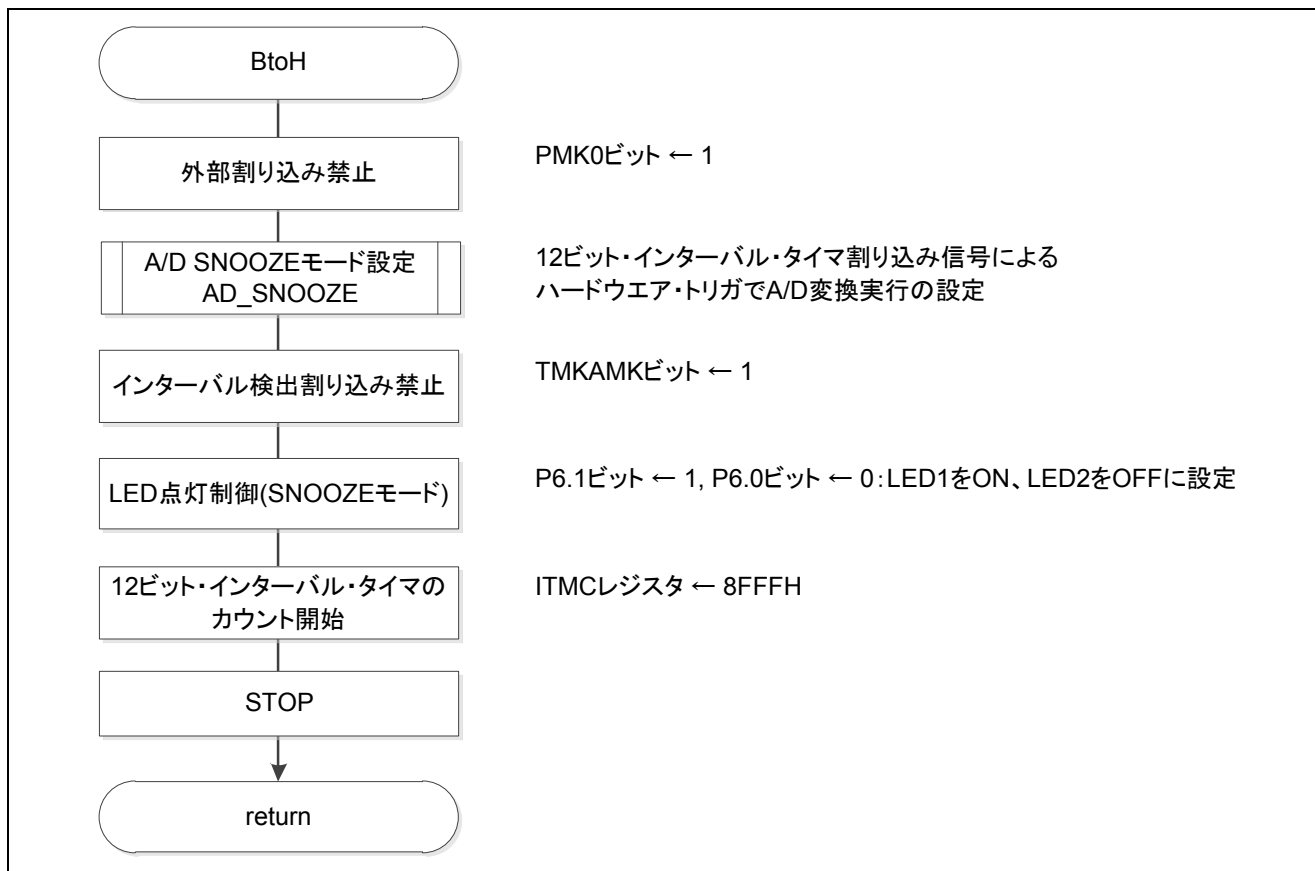 BtoH
外部割り込み禁止
PMK0ビット ← 1
A/D SNOOZEモード設定
AD_SNOOZE
12ビット・インターバル・タイマ割り込み信号による
ハードウエア・トリガでA/D変換実行の設定
インターバル検出割り込み禁止
TMKAMKビット ← 1
LED点灯制御(SNOOZEモード)
P6.1ビット ← 1, P6.0ビット ← 0:LED1をON、LED2をOFFに設定
12ビット・インターバル・タイマの
カウント開始
ITMCレジスタ ← 8FFFH
STOP
return